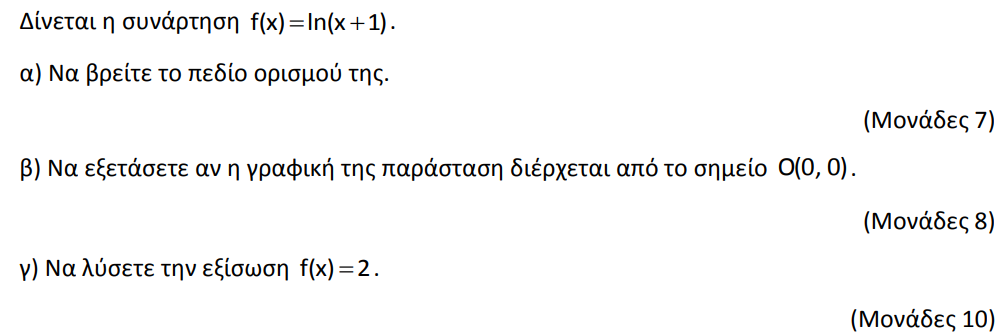 Δίνεται η συνάρτηση f(x)=ln(x+1).
α) Να βρείτε το πεδίο ορισμού της.
(Μονάδες 7)
β) Να εξετάσετε αν η γραφική της παράσταση διέρχεται από το σημείο O(0, 0).
(Μονάδες 8)
γ) Να λύσετε την εξίσωση f(x)=2.
(Μονάδες 10)